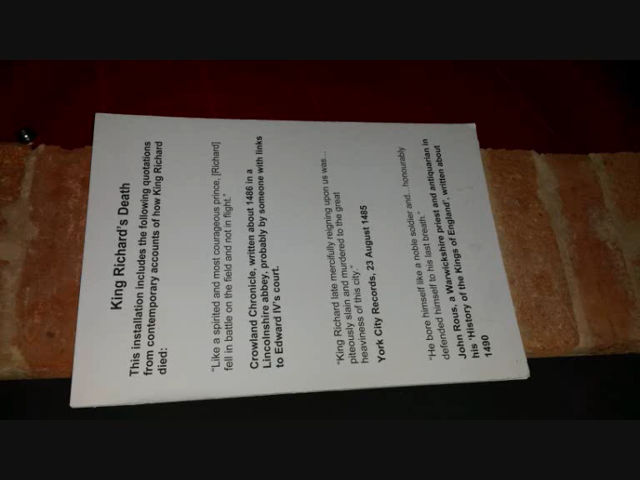 King Richard's Death
This installation includes the following quotations
from contemporary accounts of how King Richard
died:
"Like a spirited and most courageous prince, [Richard]
fell in battle on the field and not in flight."
Crowland Chronicle, written about 1486 in a
Lincolnshire abbey, probably by someone with links
to Edward IV's court.
"King Richard late mercifully reigning upon us was...
piteously slain and murdered to the great
heaviness of this city."
York City Records, 23 August 1485
"He bore himself like a noble soldier and... honourably
defended himself to his last breath."
John Rous, a Warwickshire priest and antiquarian in
his 'History of the Kings of England', written about
1490